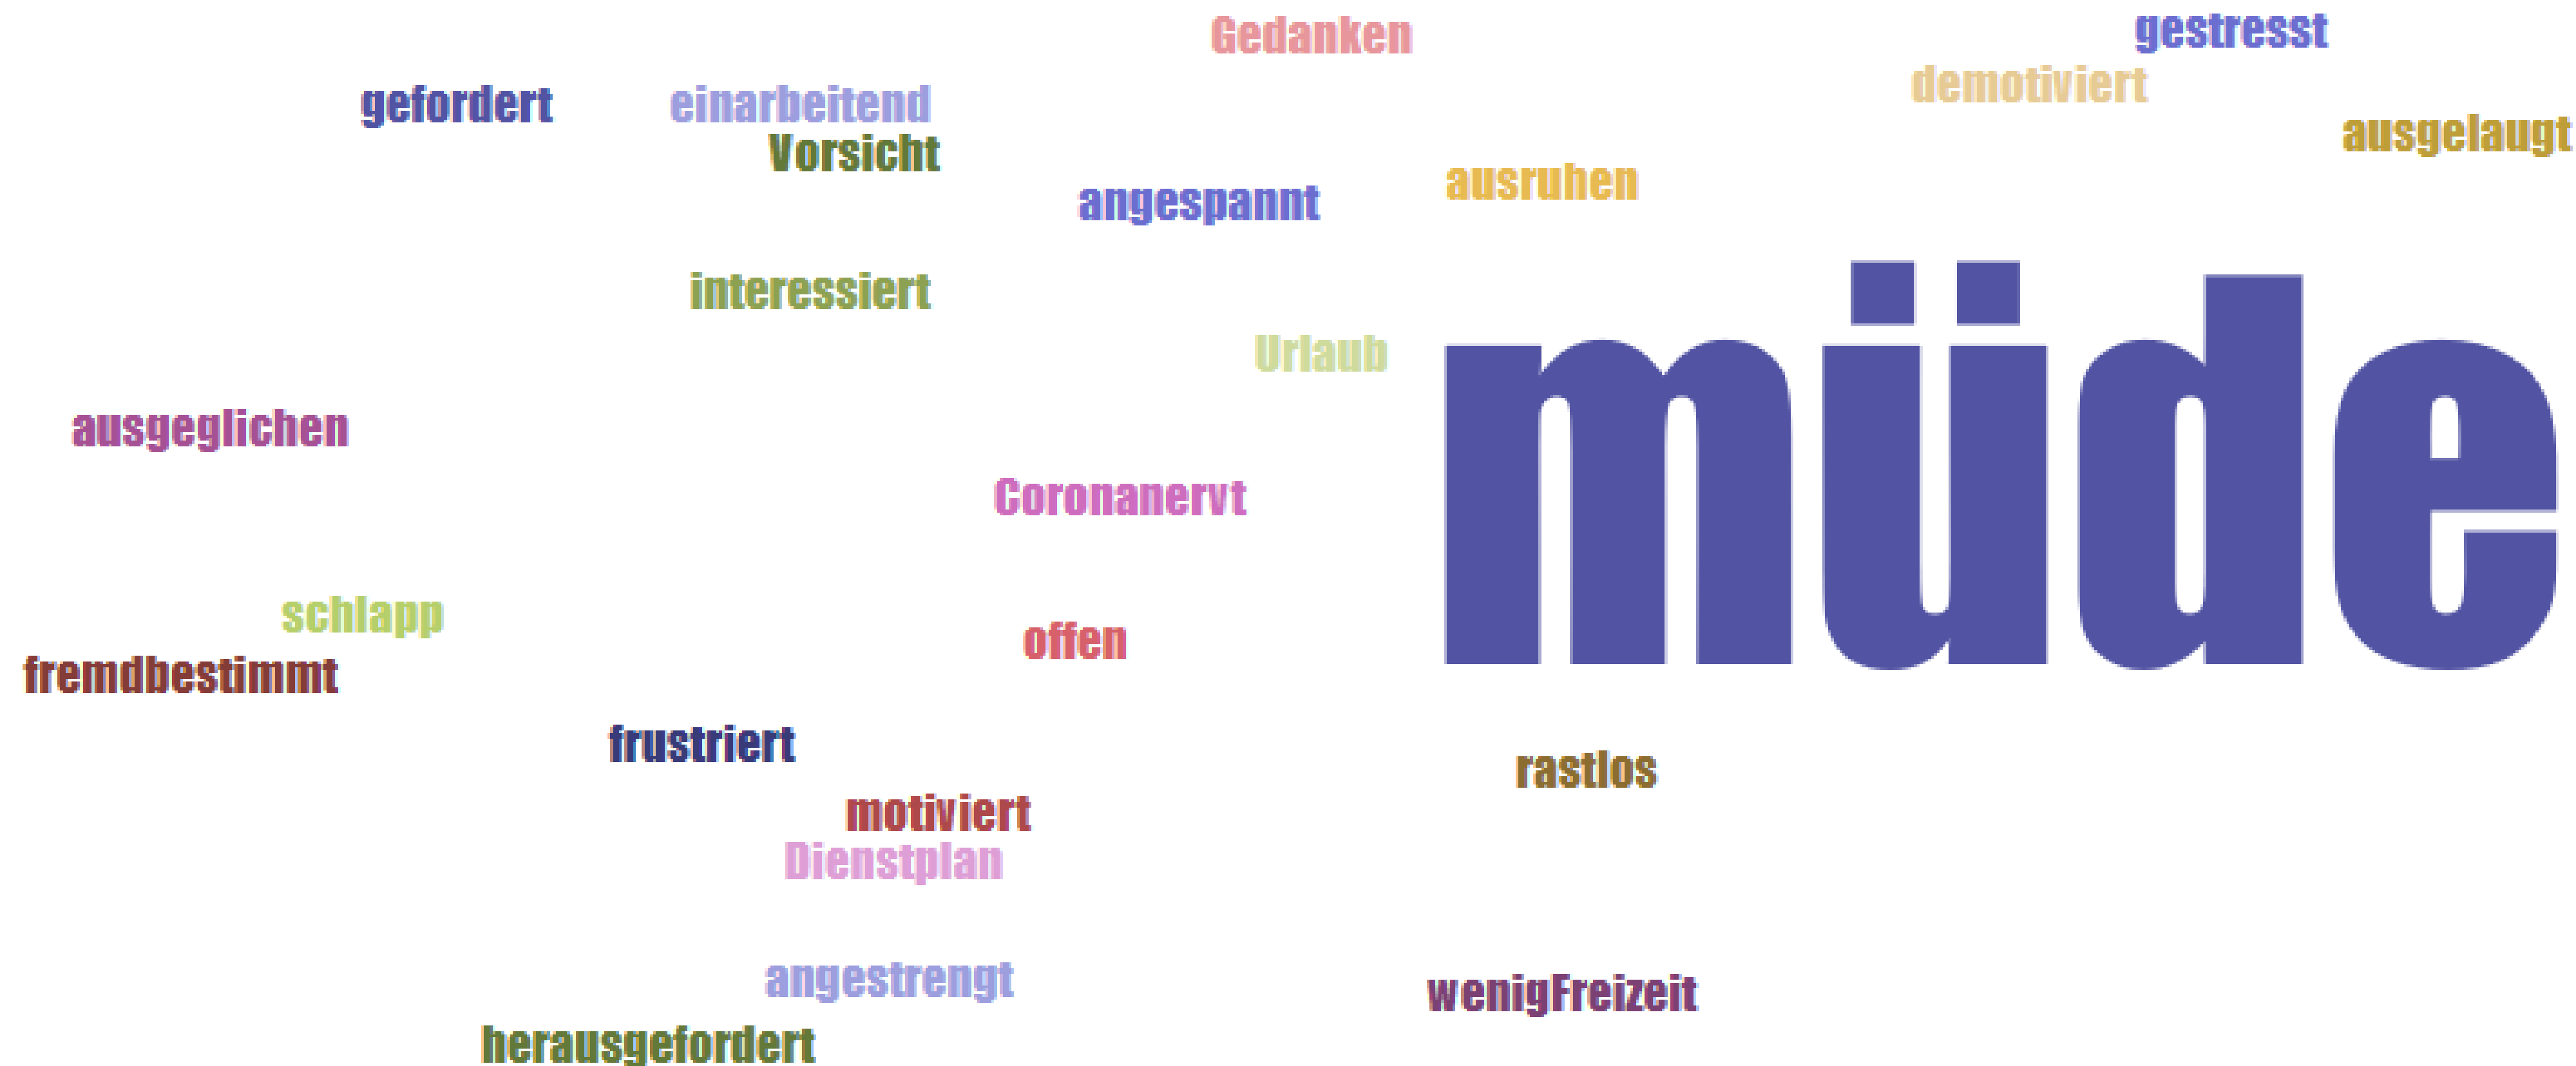 Gedanken
gestresst
demotiviert
gefordert
einarbeitend
ausgelaugt
Vorsicht
ausruhen
angespannt
interessiert
Urlaub
müde
ausgeglichen
Coronanervt
schlapp
offen
fremdbestimmt
frustriert
rastlos
motiviert
Dienstplan
angestrengt
wenigFreizeit
herausgefordert